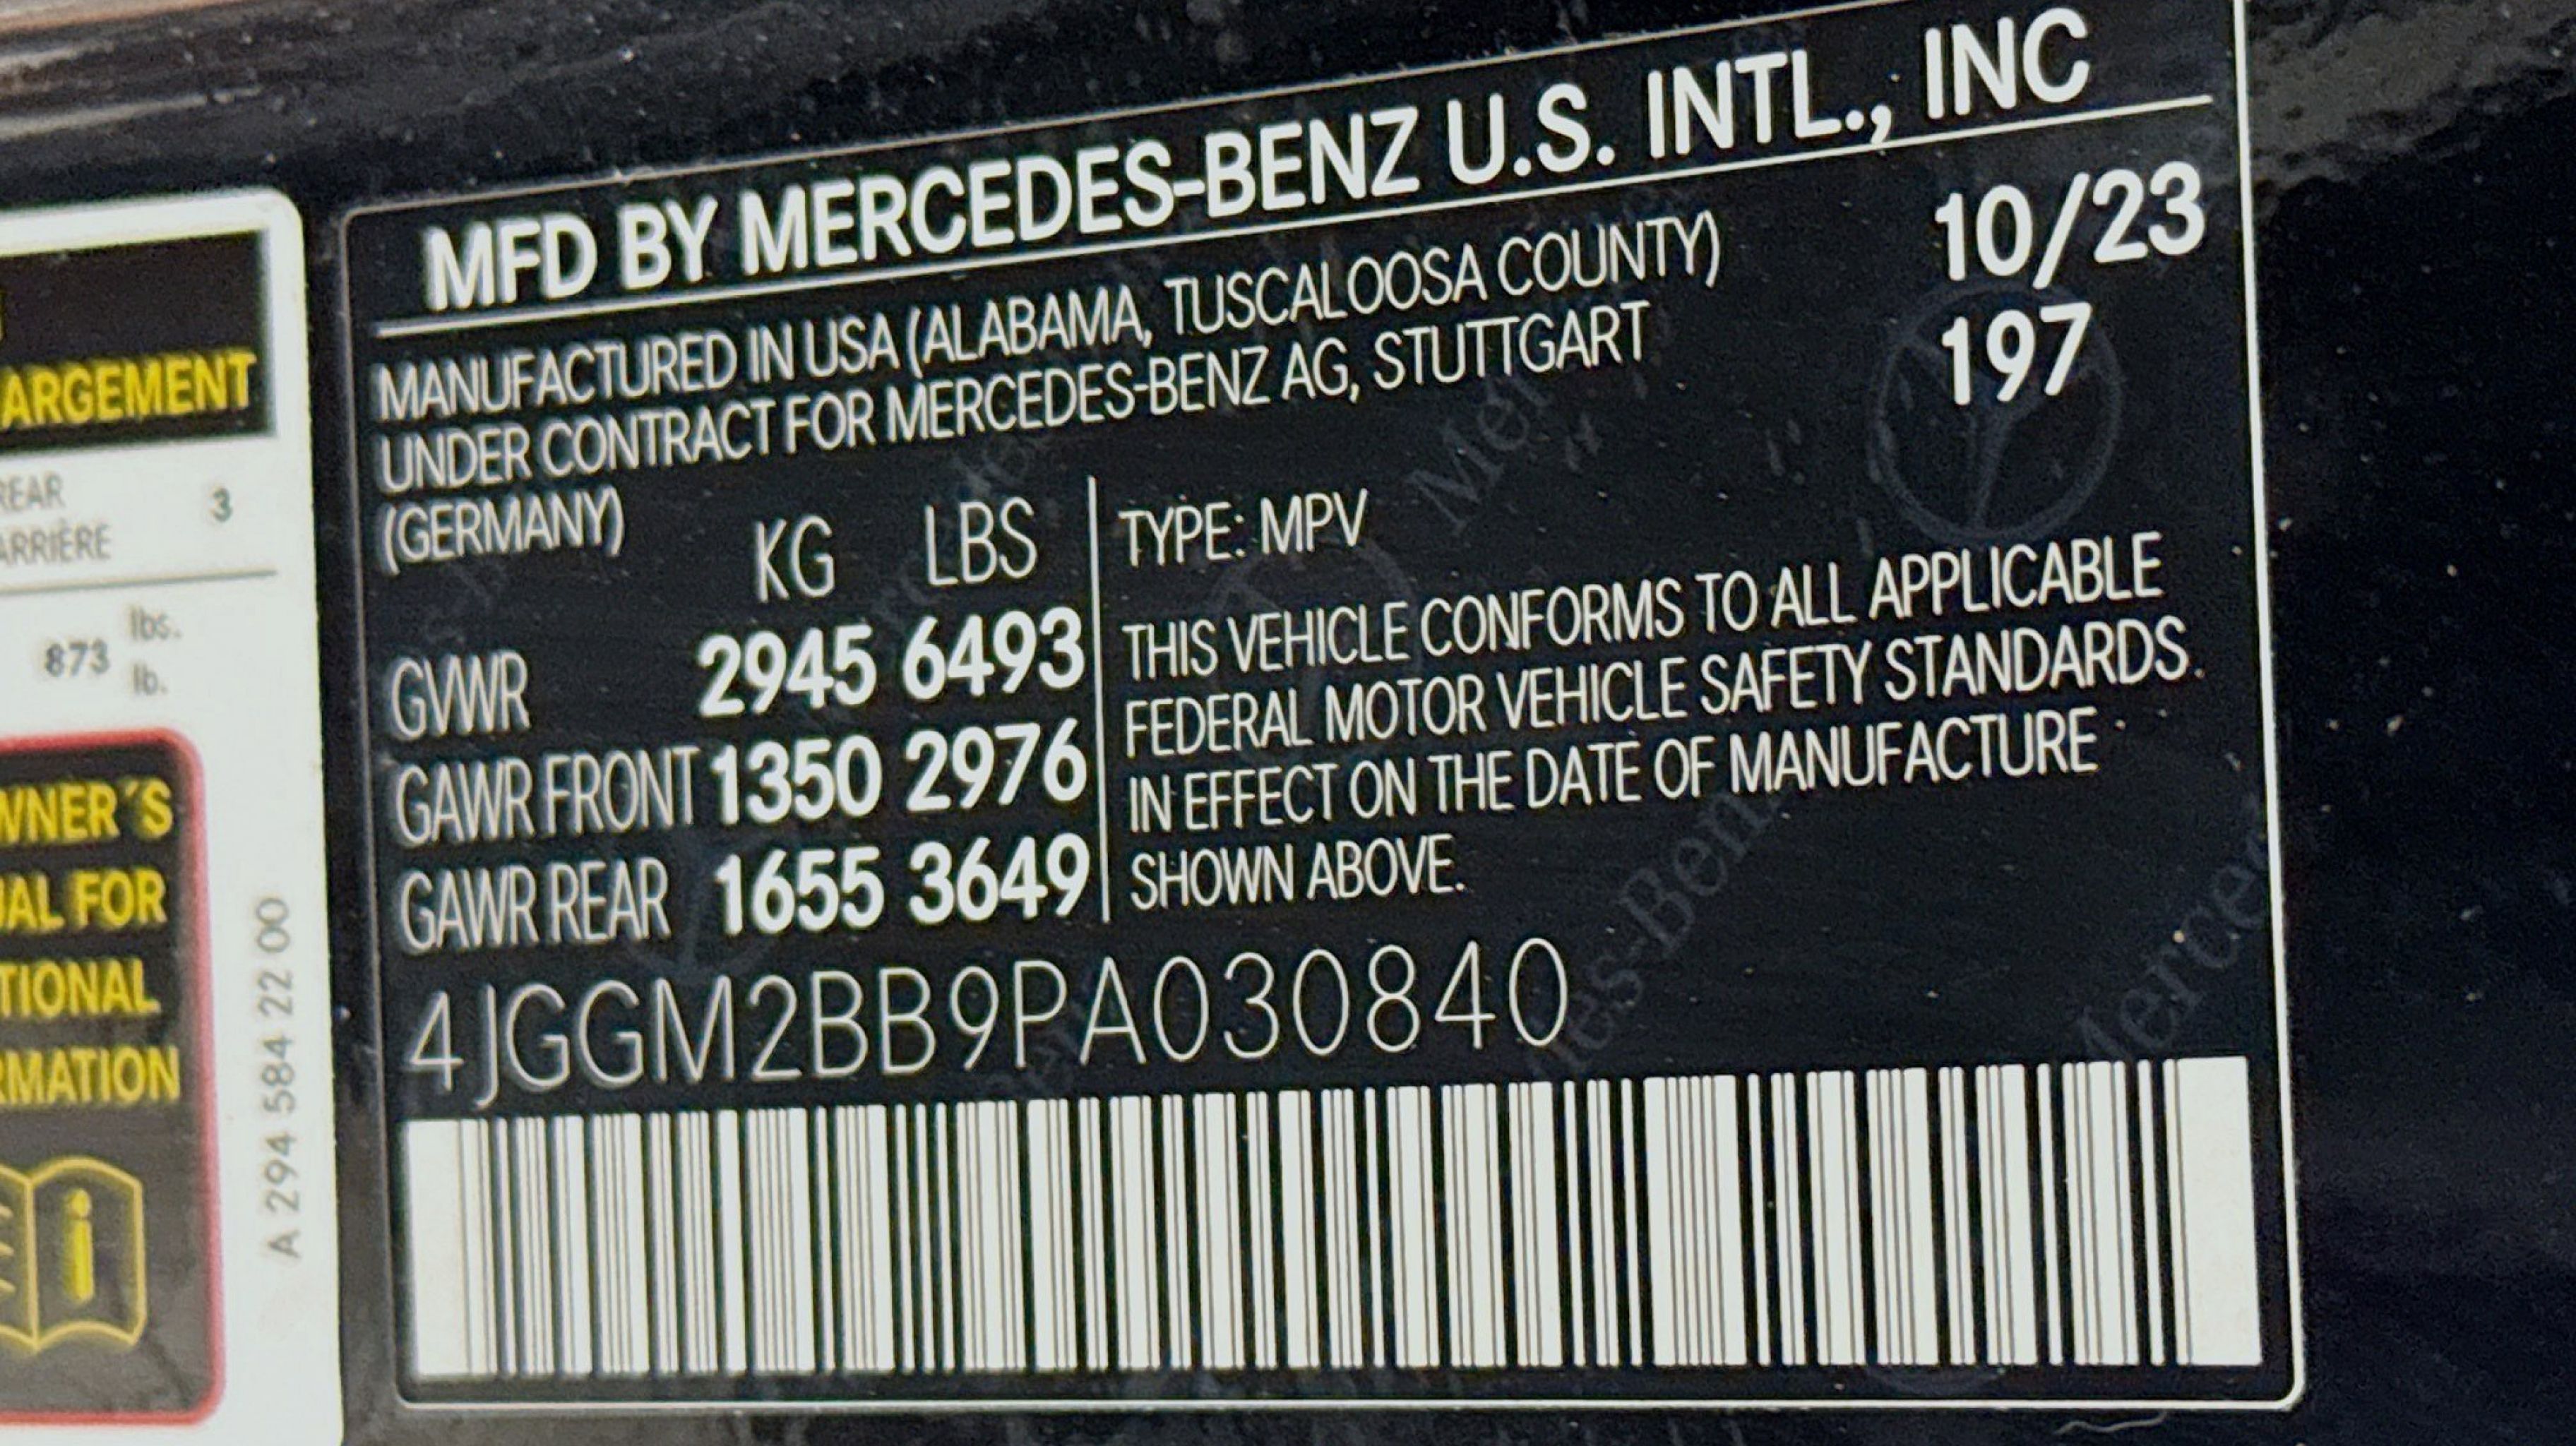 ARGEMENT
REAR
ARRIÈRE 3
873 lbs.
lb.
WNER´S
UAL FOR
TIONAL
RMATION
A 294 584 22 00
MFD BY MERCEDES-BENZ U.S. INTL., INC
MANUFACTURED IN USA (ALABAMA, TUSCALOOSA COUNTY) 10/23
UNDER CONTRACT FOR MERCEDES-BENZ AG, STUTTGART 197
(GERMANY)
KG LBS
GVWR 2945 6493
GAWR FRONT 1350 2976
GAWR REAR 1655 3649
TYPE: MPV
THIS VEHICLE CONFORMS TO ALL APPLICABLE
FEDERAL MOTOR VEHICLE SAFETY STANDARDS.
IN EFFECT ON THE DATE OF MANUFACTURE
SHOWN ABOVE.
4JGGM2BB9PA030840